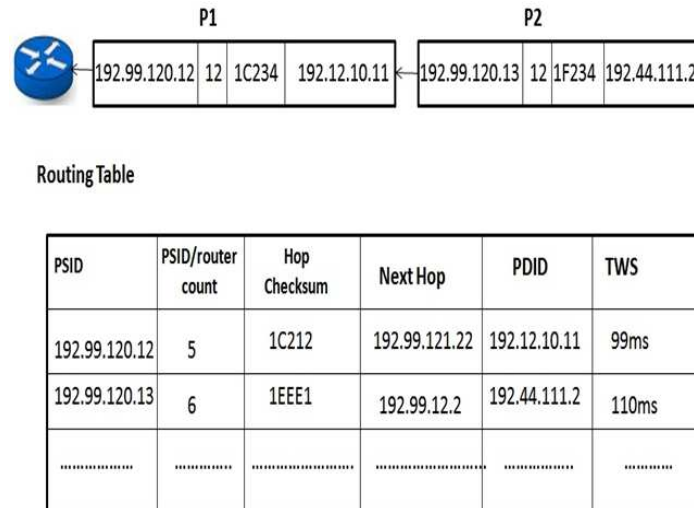 P1 P2
192.99.120.12 12 1C234 192.12.10.11 192.99.120.13 12 1F234 192.44.111.2
Routing Table
PSID PSID/router count Hop Checksum Next Hop PDID TWS
192.99.120.12 5 1C212 192.99.121.22 192.12.10.11 99ms
192.99.120.13 6 1EEE1 192.99.12.2 192.44.111.2 110ms
................ ............. ....................... .......................... ................ ...........